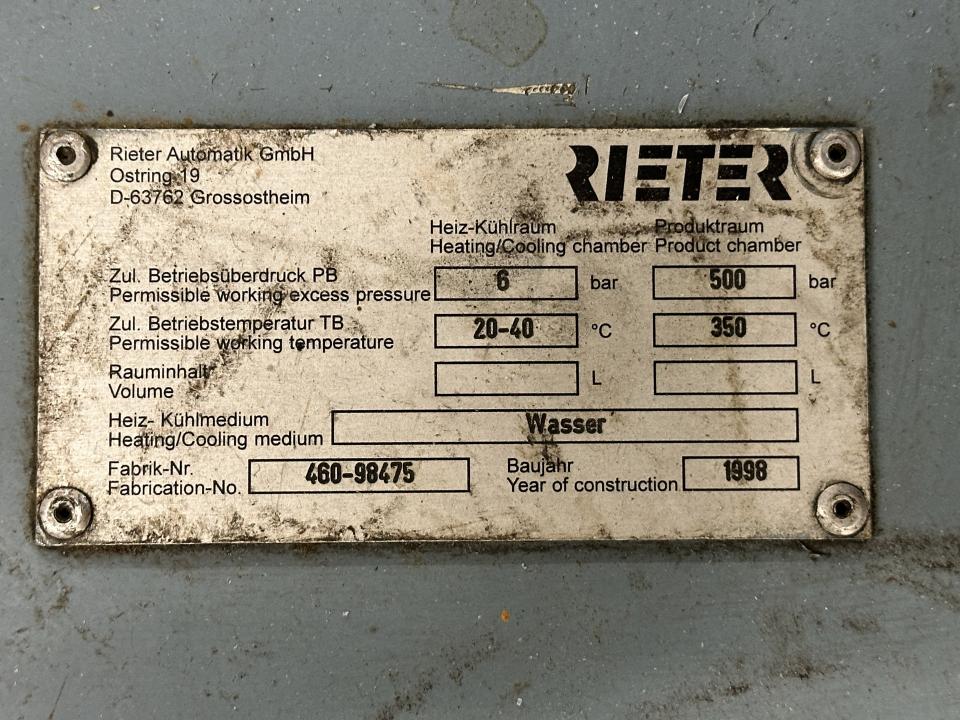 Rieter Automatik GmbH
Ostring 19
D-63762 Grossostheim
RIETER
Heiz-Kühlraum Produktraum
Heating/Cooling chamber Product chamber
Zul. Betriebsüberdruck PB
Permissible working excess pressure 6 bar 500 bar
Zul. Betriebstemperatur TB
Permissible working temperature 20-40 °C 350 °C
Rauminhalt
Volume L L
Heiz- Kühlmedium
Heating/Cooling medium Wasser
Fabrik-Nr. Baujahr
Fabrication-No. 460-98475 Year of construction 1998